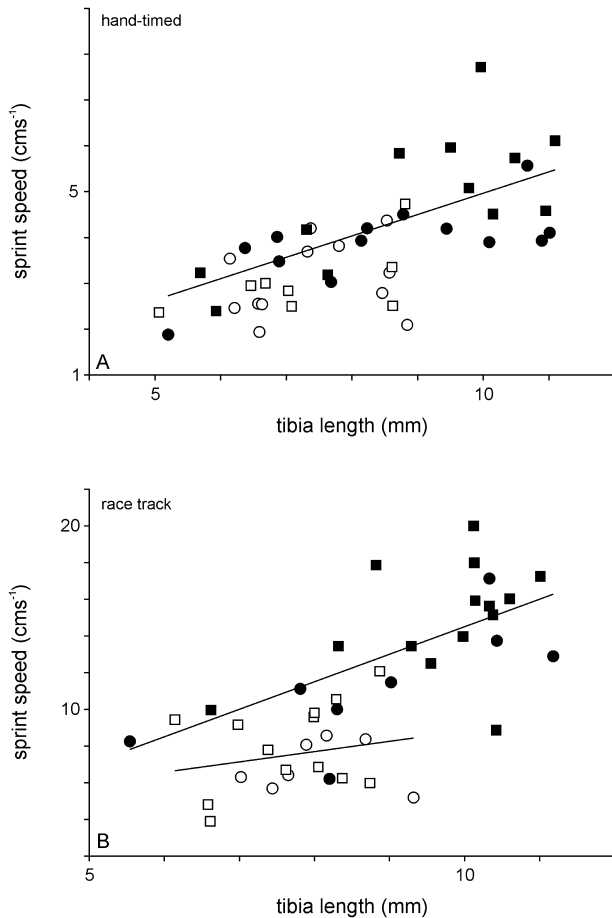 hand-timed
sprint speed (cms⁻¹)
5
1
A
5
10
tibia length (mm)
race track
sprint speed (cms⁻¹)
20
10
B
5
10
tibia length (mm)